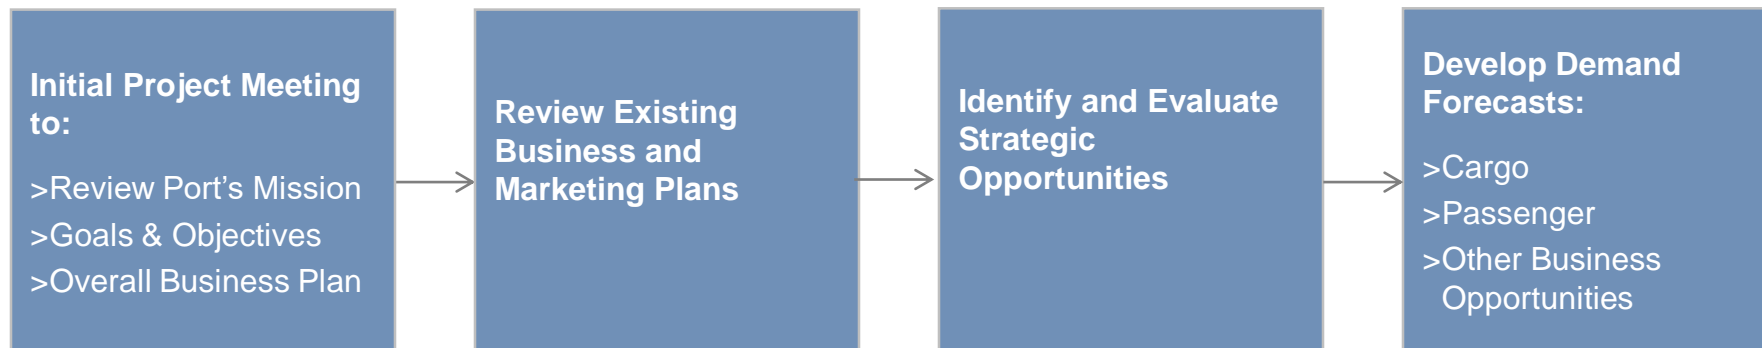 Initial Project Meeting
to:
>Review Port's Mission
>Goals & Objectives
>Overall Business Plan
Review Existing
Business and
Marketing Plans
Identify and Evaluate
Strategic
Opportunities
Develop Demand
Forecasts:
>Cargo
>Passenger
>Other Business
Opportunities